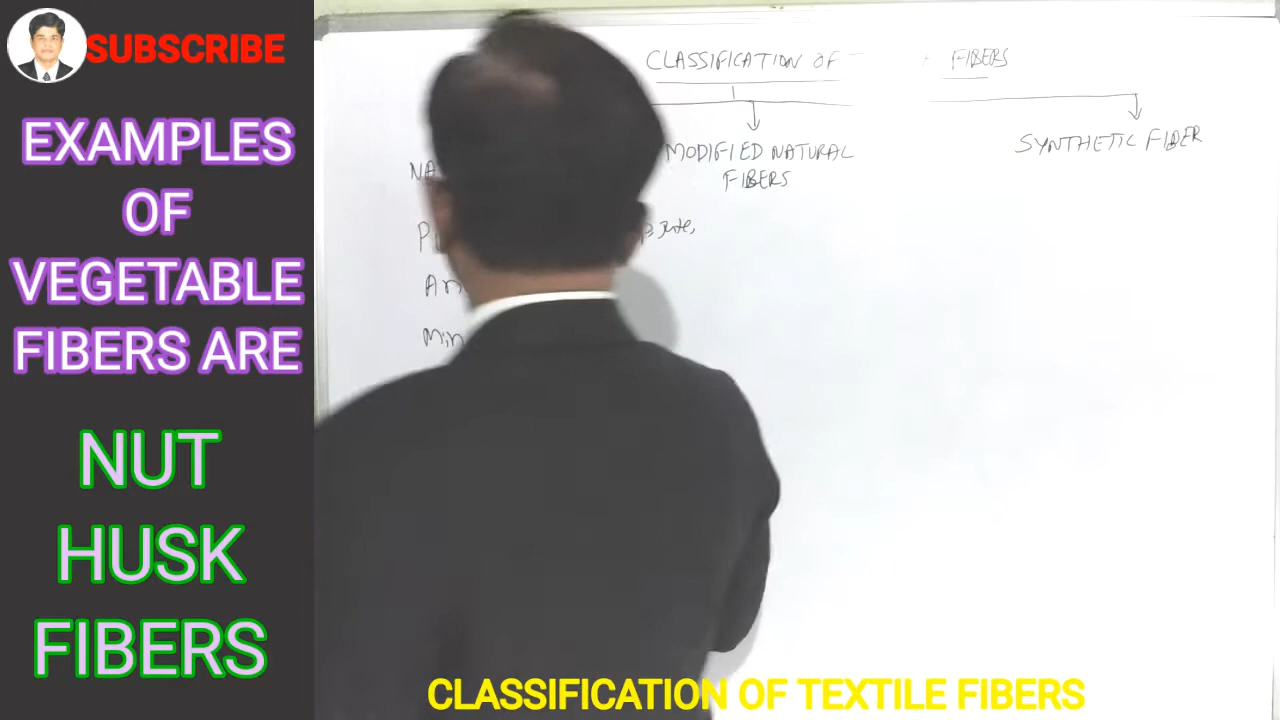 SUBSCRIBE
EXAMPLES
OF
VEGETABLE
FIBERS ARE
NUT
HUSK
FIBERS
CLASSIFICATION OF FIBERS
MODIFIED NATURAL
FIBERS
SYNTHETIC FIBER
Jute,
CLASSIFICATION OF TEXTILE FIBERS